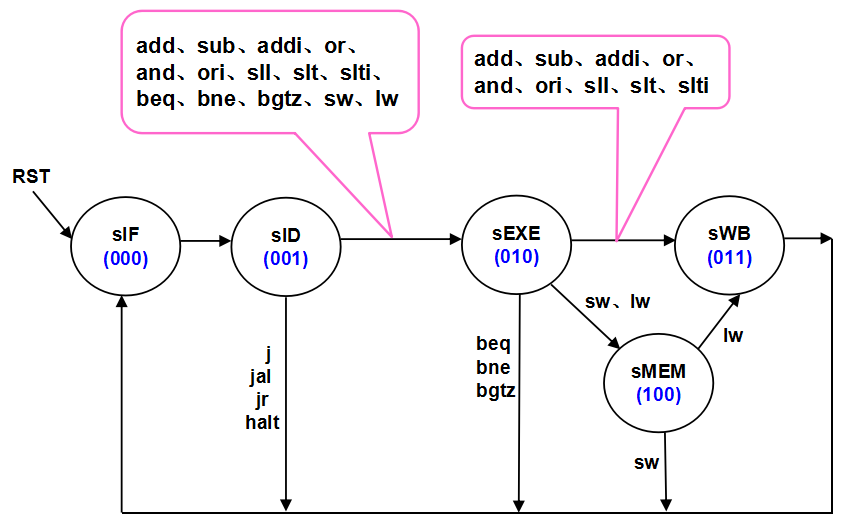 add、sub、addi、or、
and、ori、sll、slt、slti、
beq、bne、bgtz、sw、lw
add、sub、addi、or、
and、ori、sll、slt、slti
RST
sIF
(000)
sID
(001)
sEXE
(010)
sWB
(011)
sw、lw
lw
sMEM
(100)
j
jal
jr
halt
beq
bne
bgtz
sw